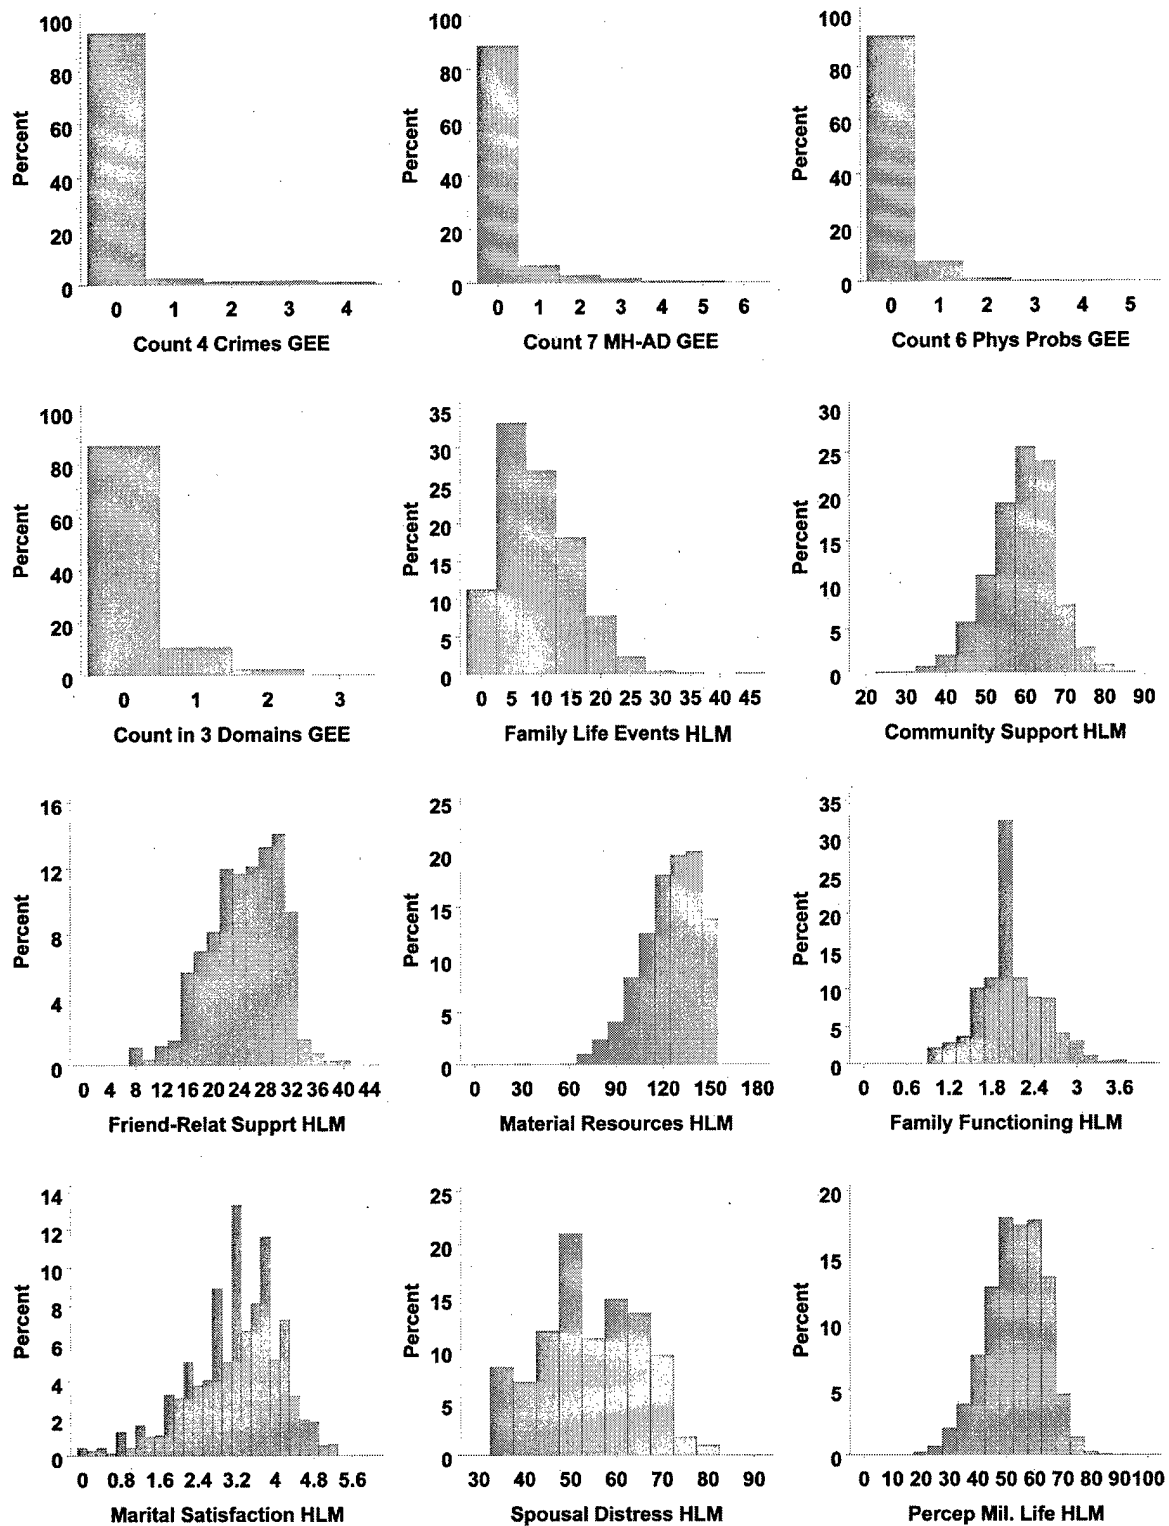 100
80
60
40
20
0
Percent
0 1 2 3 4
Count 4 Crimes GEE
100
80
60
40
20
0
Percent
0 1 2 3 4 5 6
Count 7 MH-AD GEE
100
80
60
40
20
0
Percent
0 1 2 3 4 5
Count 6 Phys Probs GEE
100
80
60
40
20
0
Percent
0 1 2 3
Count in 3 Domains GEE
35
30
25
20
15
10
5
0
Percent
0 5 10 15 20 25 30 35 40 45
Family Life Events HLM
30
25
20
15
10
5
0
Percent
20 30 40 50 60 70 80 90
Community Support HLM
16
12
8
4
0
Percent
0 4 8 12 16 20 24 28 32 36 40 44
Friend-Relat Supprt HLM
25
20
15
10
5
0
Percent
0 30 60 90 120 150 180
Material Resources HLM
35
30
25
20
15
10
5
0
Percent
0 0.6 1.2 1.8 2.4 3 3.6
Family Functioning HLM
14
12
10
8
6
4
2
0
Percent
0 0.8 1.6 2.4 3.2 4 4.8 5.6
Marital Satisfaction HLM
25
20
15
10
5
0
Percent
30 40 50 60 70 80 90
Spousal Distress HLM
20
15
10
5
0
Percent
0 10 20 30 40 50 60 70 80 90100
Percep Mil. Life HLM